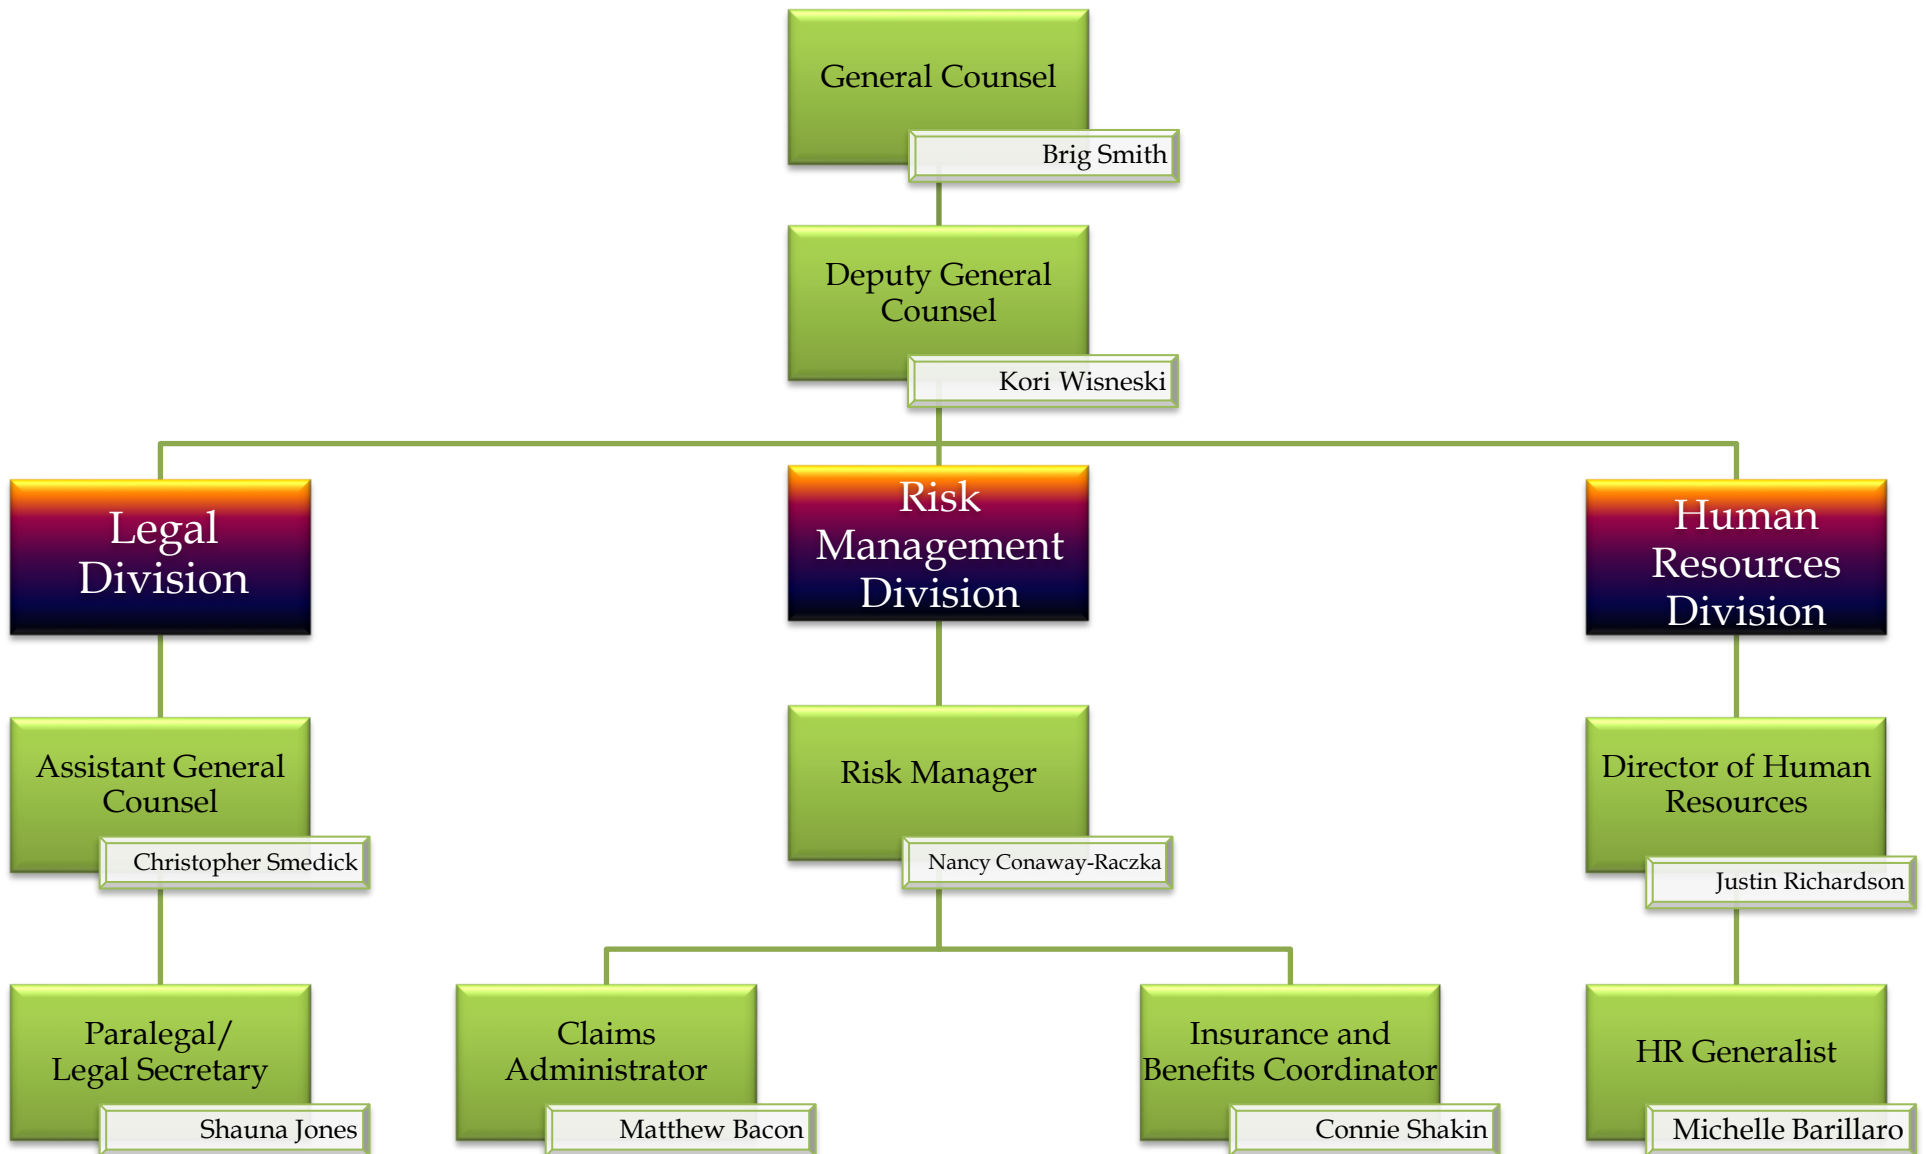 General Counsel
Brig Smith
Deputy General
Counsel
Kori Wisneski
Legal
Division
Risk
Management
Division
Human
Resources
Division
Assistant General
Counsel
Christopher Smedick
Risk Manager
Nancy Conaway-Raczka
Director of Human
Resources
Justin Richardson
Paralegal/
Legal Secretary
Shauna Jones
Claims
Administrator
Matthew Bacon
Insurance and
Benefits Coordinator
Connie Shakin
HR Generalist
Michelle Barillaro